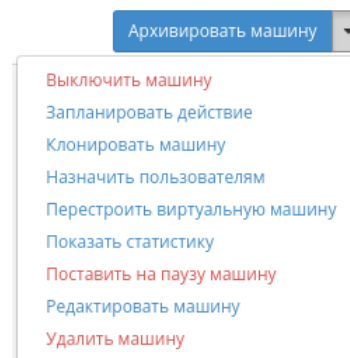 Архивировать машину
Выключить машину
Запланировать действие
Клонировать машину
Назначить пользователям
Перестроить виртуальную машину
Показать статистику
Поставить на паузу машину
Редактировать машину
Удалить машину